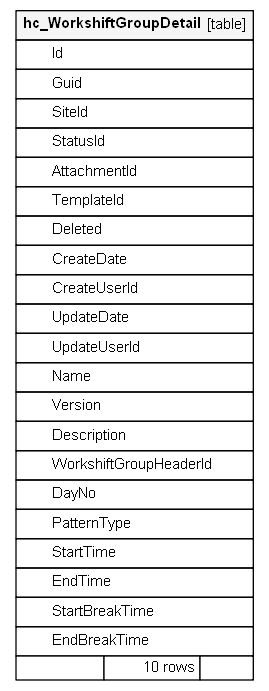 hc_WorkshiftGroupDetail [table]
Id
Guid
SiteId
StatusId
AttachmentId
TemplateId
Deleted
CreateDate
CreateUserId
UpdateDate
UpdateUserId
Name
Version
Description
WorkshiftGroupHeaderId
DayNo
PatternType
StartTime
EndTime
StartBreakTime
EndBreakTime
10 rows